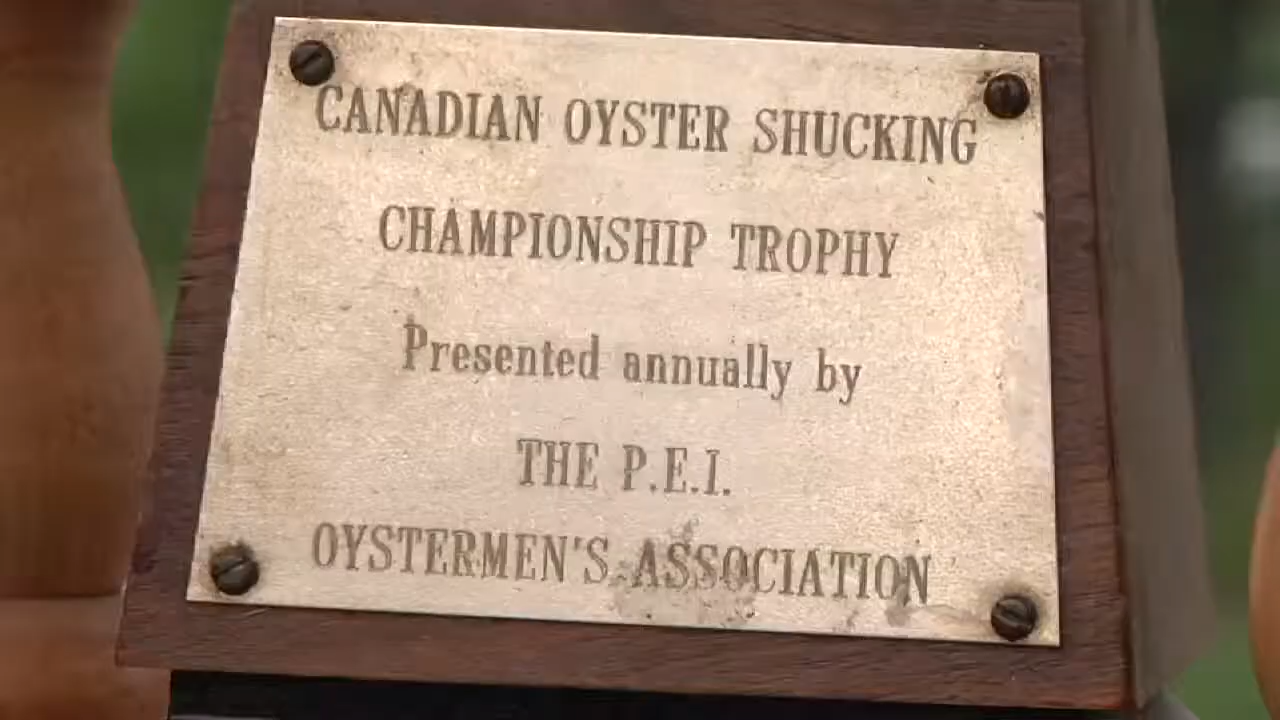 CANADIAN OYSTER SHUCKING
CHAMPIONSHIP TROPHY
Presented annually by
THE P.E.I.
OYSTERMEN'S ASSOCIATION